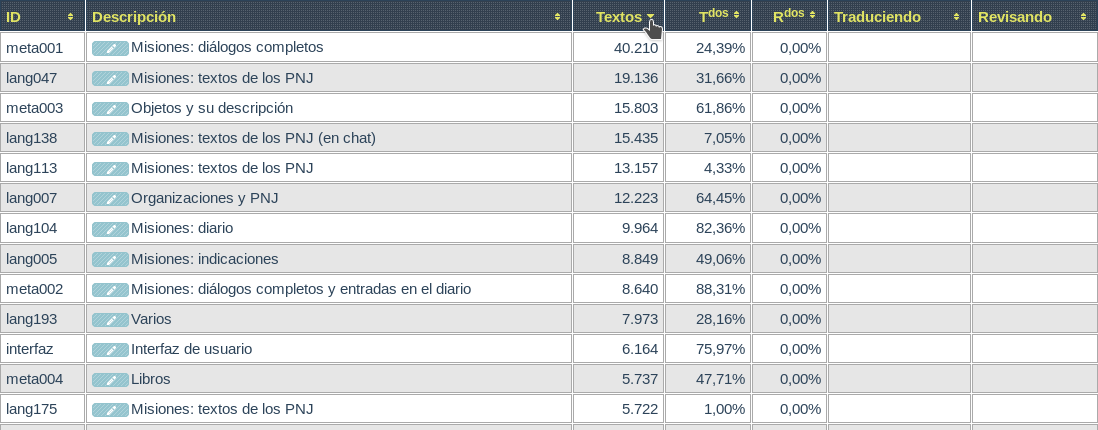 ID Descripción Textos Tdos Rdos Traduciendo Revisando
meta001 Misiones: diálogos completos 40.210 24,39% 0,00%
lang047 Misiones: textos de los PNJ 19.136 31,66% 0,00%
meta003 Objetos y su descripción 15.803 61,86% 0,00%
lang138 Misiones: textos de los PNJ (en chat) 15.435 7,05% 0,00%
lang113 Misiones: textos de los PNJ 13.157 4,33% 0,00%
lang007 Organizaciones y PNJ 12.223 64,45% 0,00%
lang104 Misiones: diario 9.964 82,36% 0,00%
lang005 Misiones: indicaciones 8.849 49,06% 0,00%
meta002 Misiones: diálogos completos y entradas en el diario 8.640 88,31% 0,00%
lang193 Varios 7.973 28,16% 0,00%
interfaz Interfaz de usuario 6.164 75,97% 0,00%
meta004 Libros 5.737 47,71% 0,00%
lang175 Misiones: textos de los PNJ 5.722 1,00% 0,00%